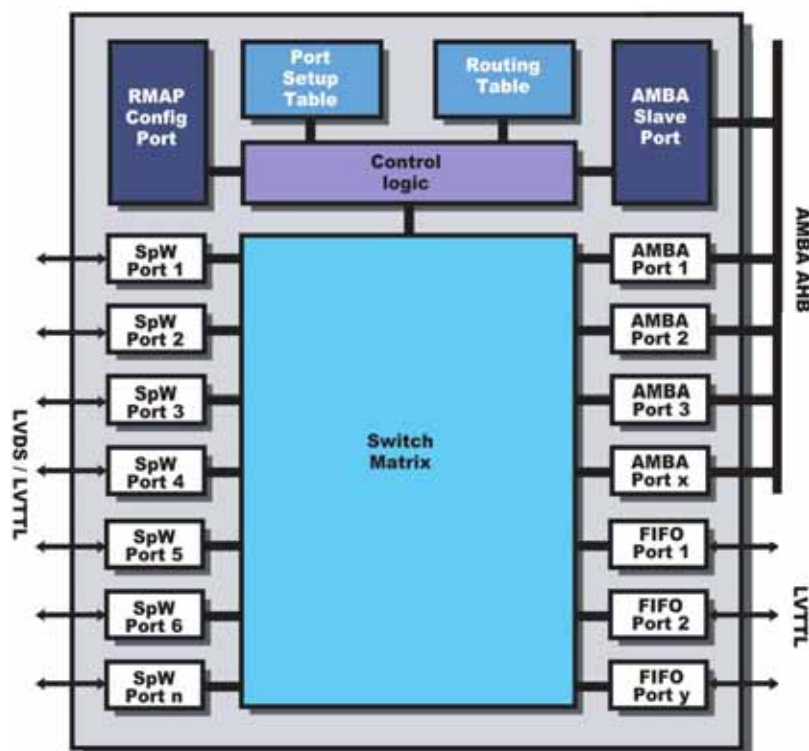 RMAP
Config
Port
Port
Setup
Table
Routing
Table
AMBA
Slave
Port
Control
logic
SpW
Port 1
SpW
Port 2
SpW
Port 3
SpW
Port 4
SpW
Port 5
SpW
Port 6
SpW
Port n
Switch
Matrix
AMBA
Port 1
AMBA
Port 2
AMBA
Port 3
AMBA
Port x
FIFO
Port 1
FIFO
Port 2
FIFO
Port y
LVDS / LVTTL
AMBA AHB
LVTTL